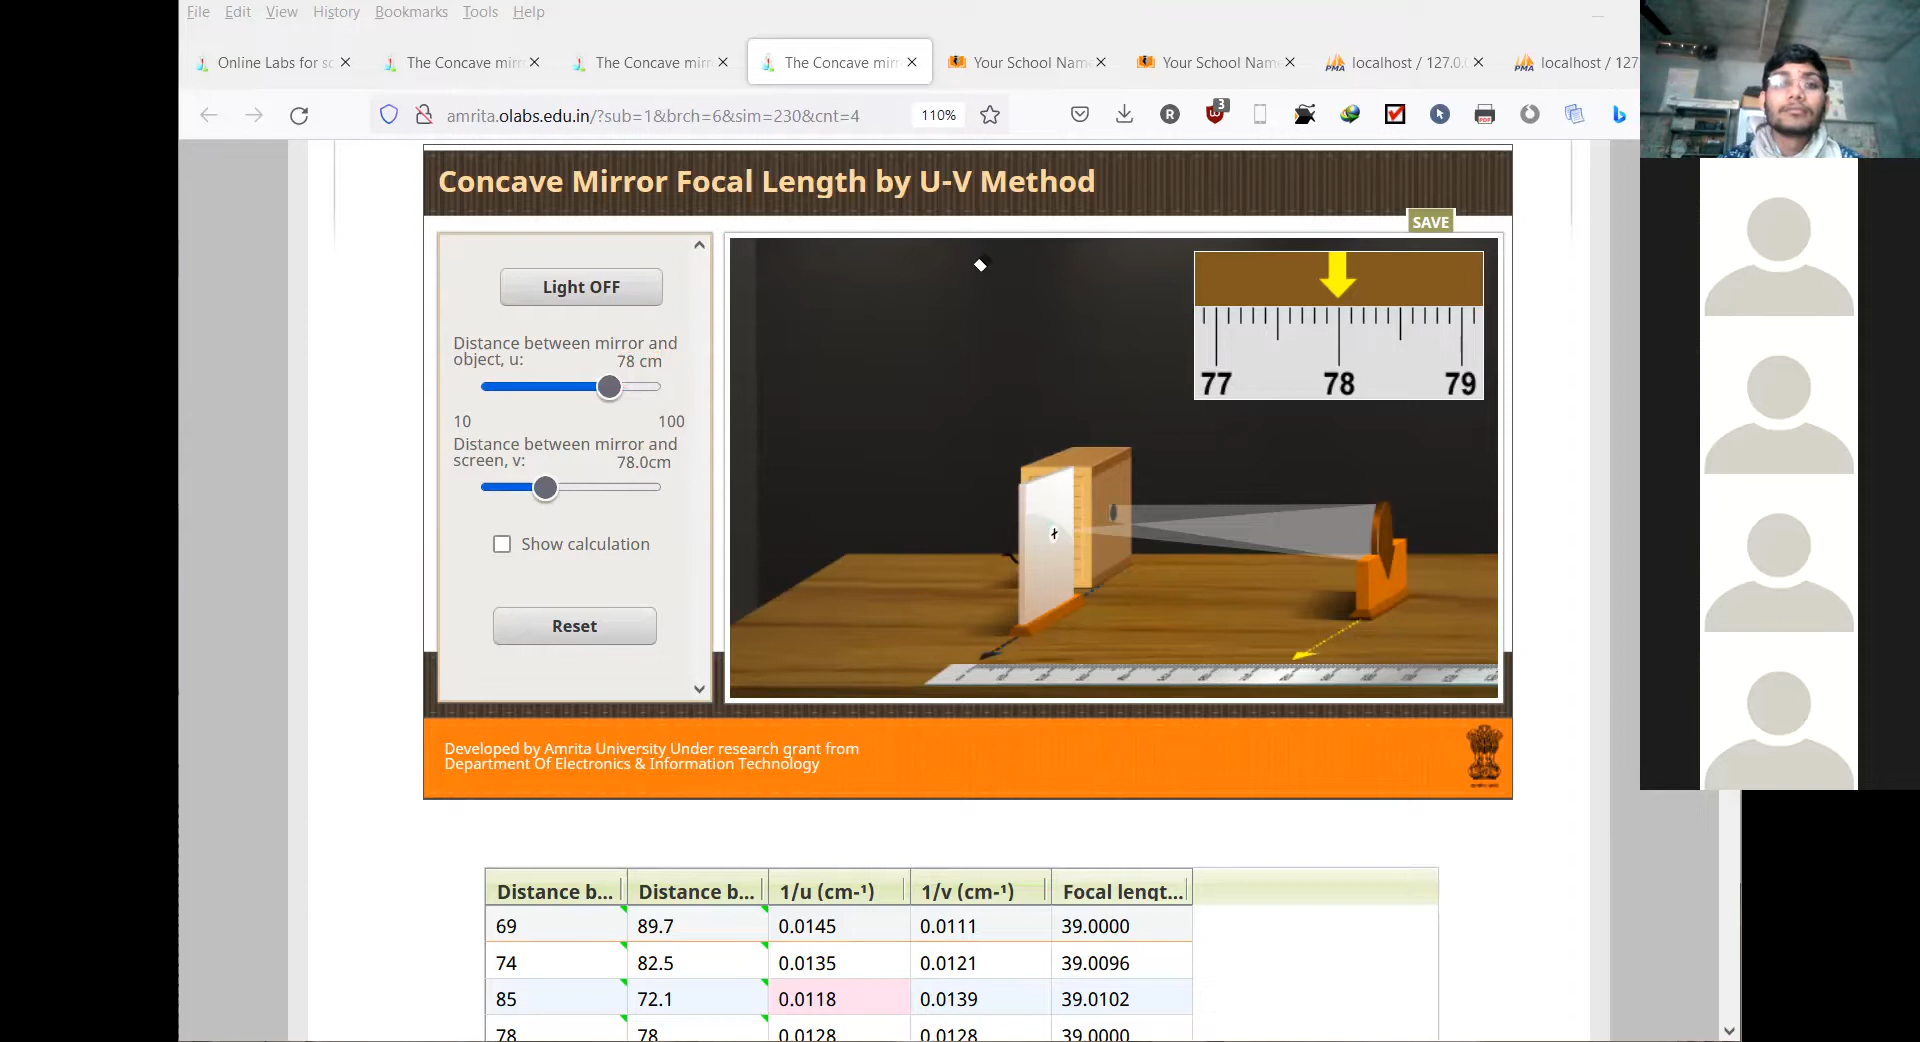 File Edit View History Bookmarks Tools Help
Online Labs for sc
The Concave mirr
The Concave mirr
The Concave mirr
Your School Nam
Your School Nam
localhost / 127.0.
localhost / 127
amrita.olabs.edu.in/?sub=1&brch=6&sim=230&cnt=4
110%
3
Concave Mirror Focal Length by U-V Method
SAVE
Light OFF
Distance between mirror and
object, u: 78 cm
10 100
Distance between mirror and
screen, v: 78.0cm
Show calculation
Reset
77 78 79
Developed by Amrita University Under research grant from
Department Of Electronics & Information Technology
Distance b... Distance b... 1/u (cm-¹) 1/v (cm-¹) Focal lengt...
69 89.7 0.0145 0.0111 39.0000
74 82.5 0.0135 0.0121 39.0096
85 72.1 0.0118 0.0139 39.0102
78 78 0.0128 0.0128 39.0000